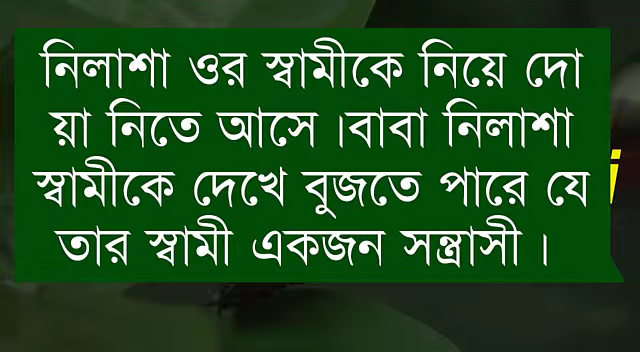 নিলাশা ওর স্বামীকে নিয়ে দো
য়া নিতে আসে।বাবা নিলাশা
স্বামীকে দেখে বুজতে পারে যে
তার স্বামী একজন সন্ত্রাসী।